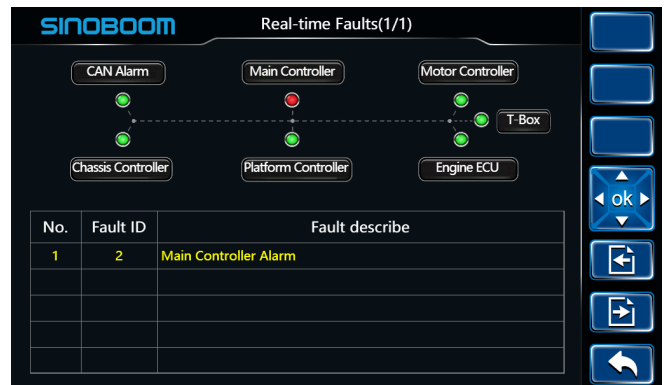 SINOBOOM Real-time Faults(1/1)
CAN Alarm Main Controller Motor Controller
T-Box
Chassis Controller Platform Controller Engine ECU
ok
No. Fault ID Fault describe
1 2 Main Controller Alarm